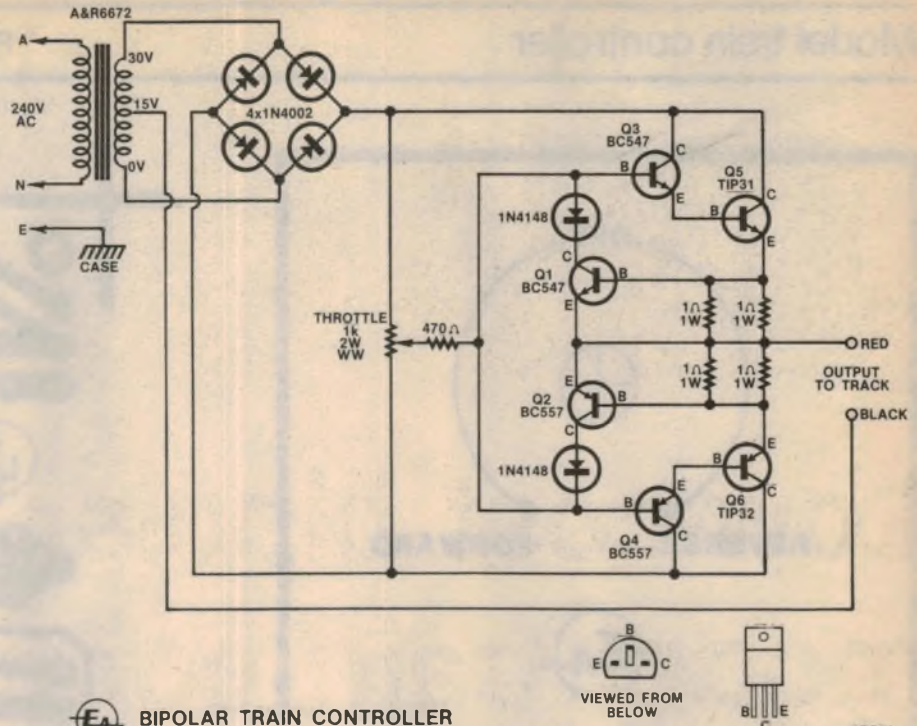 Model train controller
A&R6672
A
30V
240V
AC
15V
N
0V
E
CASE
4x1N4002
Q3
BC547
B
C
E
Q5
TIP31
B
C
E
1N4148
C
Q1
BC547
E
B
1Ω
1W
1Ω
1W
THROTTLE
1k
2W
WW
470Ω
RED
OUTPUT
TO TRACK
BLACK
1Ω
1W
1Ω
1W
E
Q2
BC557
C
B
1N4148
B
E
Q4
BC557
C
B
E
Q6
TIP32
C
REVERSE
FORWARD
B
E
C
VIEWED FROM
BELOW
B
C
E
EA
BIPOLAR TRAIN CONTROLLER